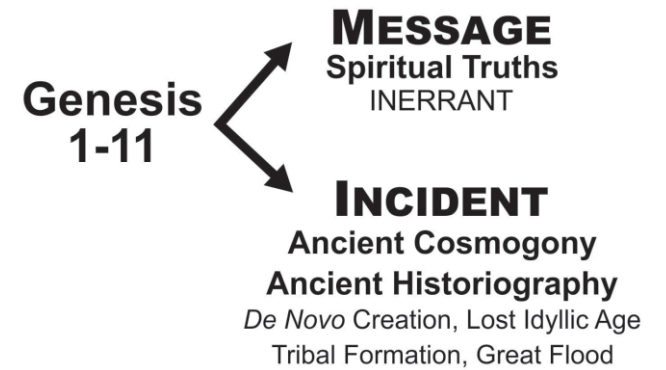 Genesis
1-11
MESSAGE
Spiritual Truths
INERRANT
INCIDENT
Ancient Cosmogony
Ancient Historiography
De Novo Creation, Lost Idyllic Age
Tribal Formation, Great Flood